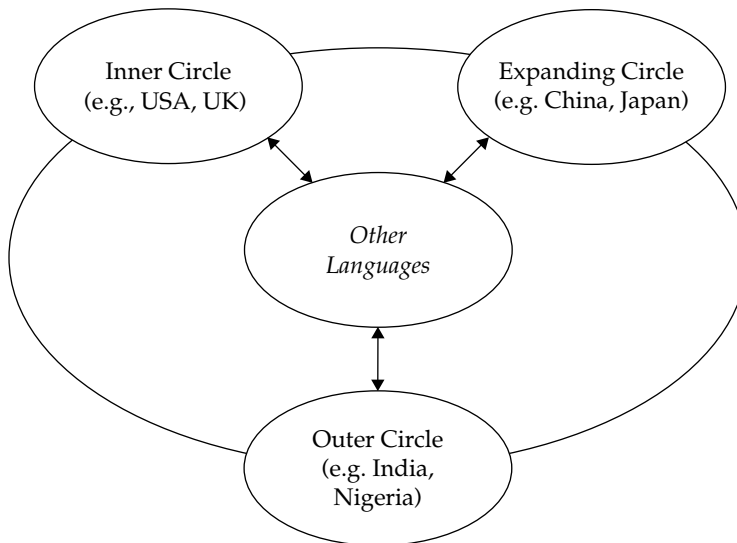 Inner Circle
(e.g., USA, UK)
Expanding Circle
(e.g. China, Japan)
Other
Languages
Outer Circle
(e.g. India,
Nigeria)